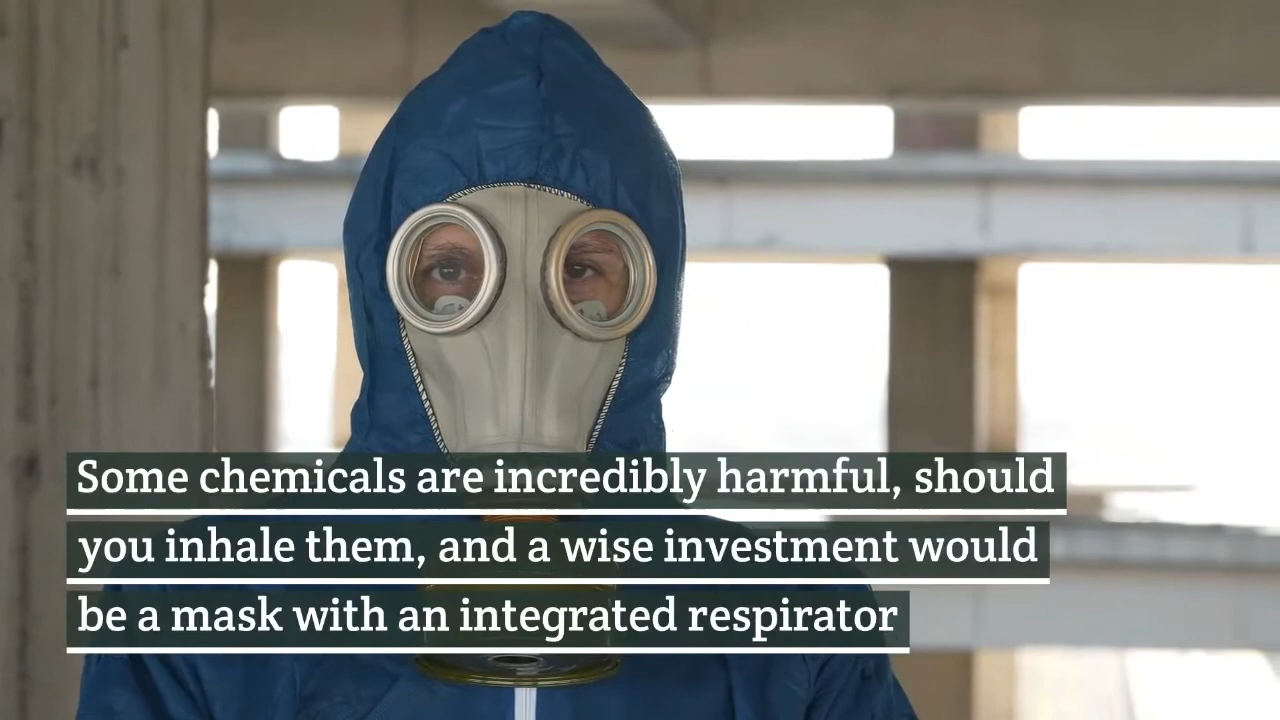 Some chemicals are incredibly harmful, should
you inhale them, and a wise investment would
be a mask with an integrated respirator